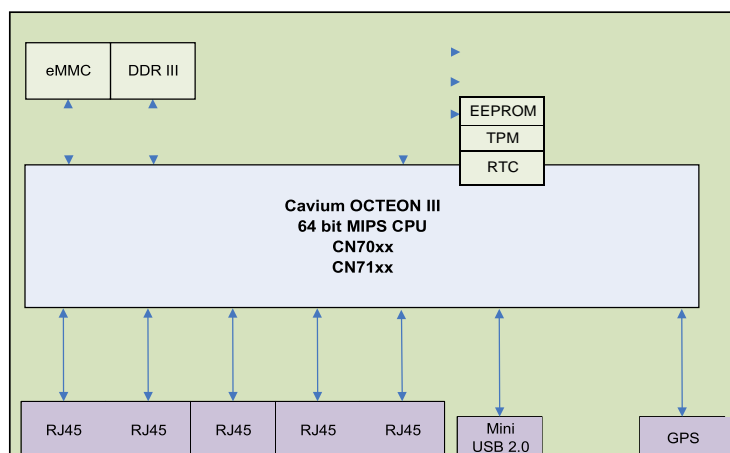 eMMC
DDR III
EEPROM
TPM
RTC
Cavium OCTEON III
64 bit MIPS CPU
CN70xx
CN71xx
RJ45
RJ45
RJ45
RJ45
RJ45
Mini
USB 2.0
GPS